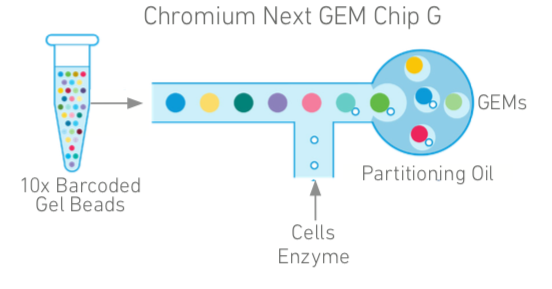 Chromium Next GEM Chip G
GEMs
Partitioning Oil
10x Barcoded
Gel Beads
Cells
Enzyme